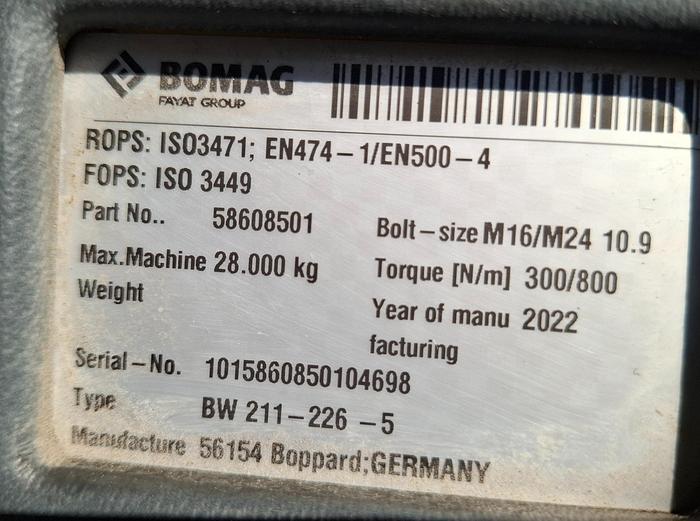 BOMAG
FAYAT GROUP
ROPS: ISO3471; EN474-1/EN500-4
FOPS: ISO 3449
Part No.. 58608501
Bolt-size M16/M24 10.9
Max.Machine 28.000 kg
Weight
Torque [N/m] 300/800
Year of manu 2022
facturing
Serial-No. 1015860850104698
Type BW 211-226 -5
Manufacture 56154 Boppard;GERMANY